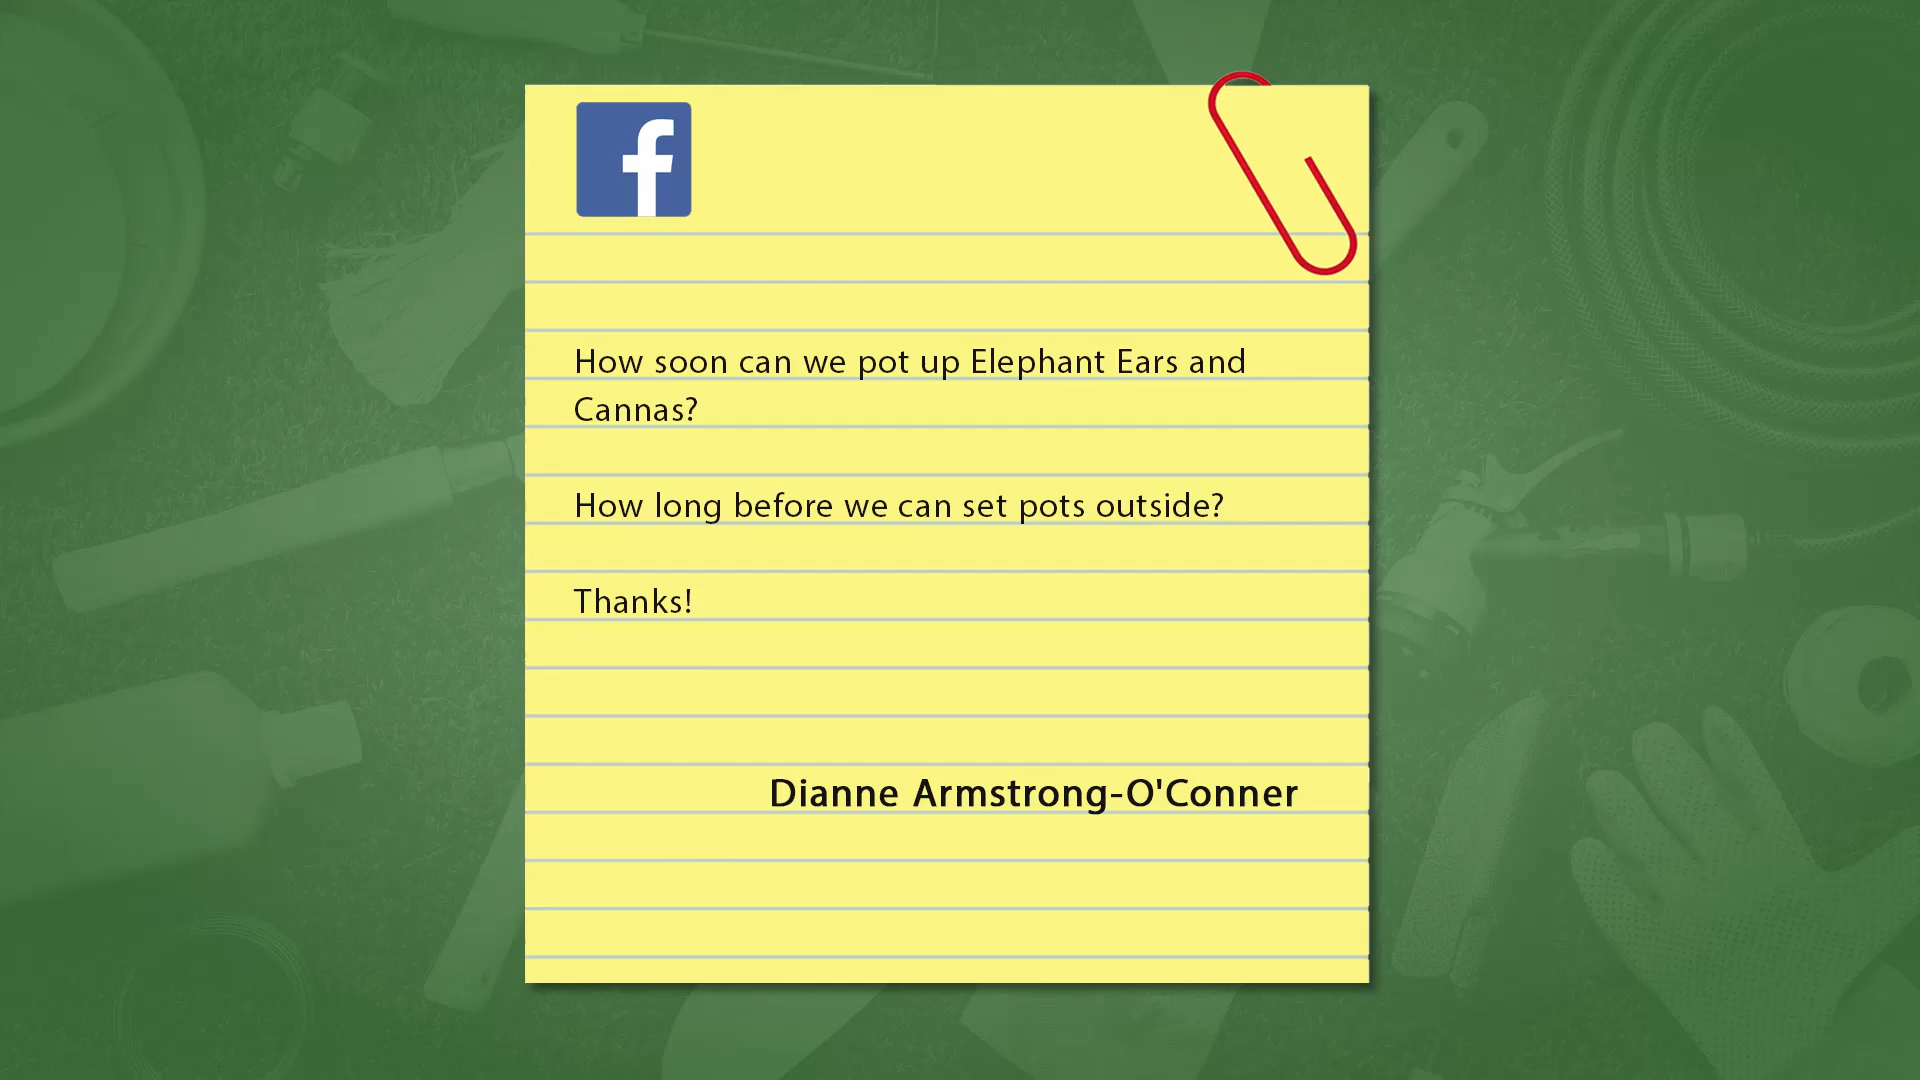 How soon can we pot up Elephant Ears and
Cannas?
How long before we can set pots outside?
Thanks!
Dianne Armstrong-O'Conner